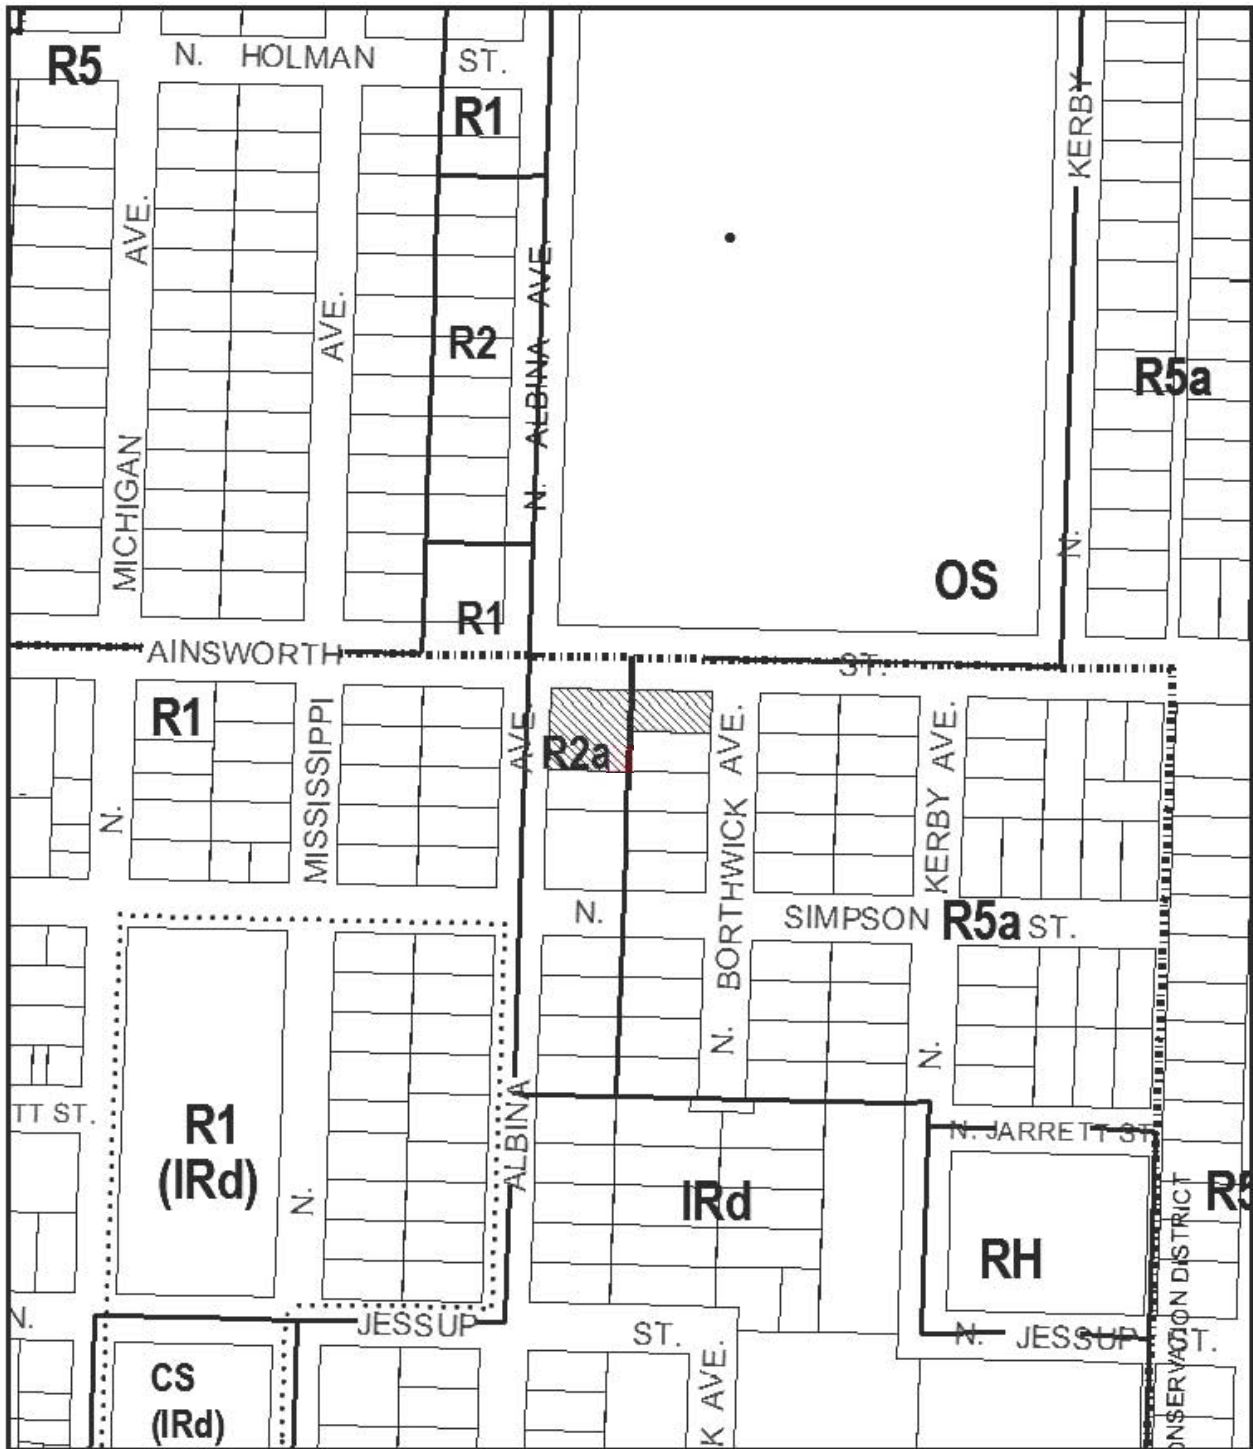 R5
N. HOLMAN ST.
R1
KERBY
AVE.
N. ALBINA AVE.
AVE.
R2
R5a
MICHIGAN
N.
OS
R1
AINSWORTH
ST.
R1
MISSISSIPPI
AVE.
R2a
BORTHWICK AVE.
KERBY AVE.
N.
N.
SIMPSON
R5a
ST.
N.
N.
TT ST.
ALBINA
R1
(IRd)
N. JARRETT ST
N.
IRd
R5
CONSERVATION DISTRICT
RH
N.
JESSUP
ST.
N. JESSUP ST.
K AVE.
CS
(IRd)